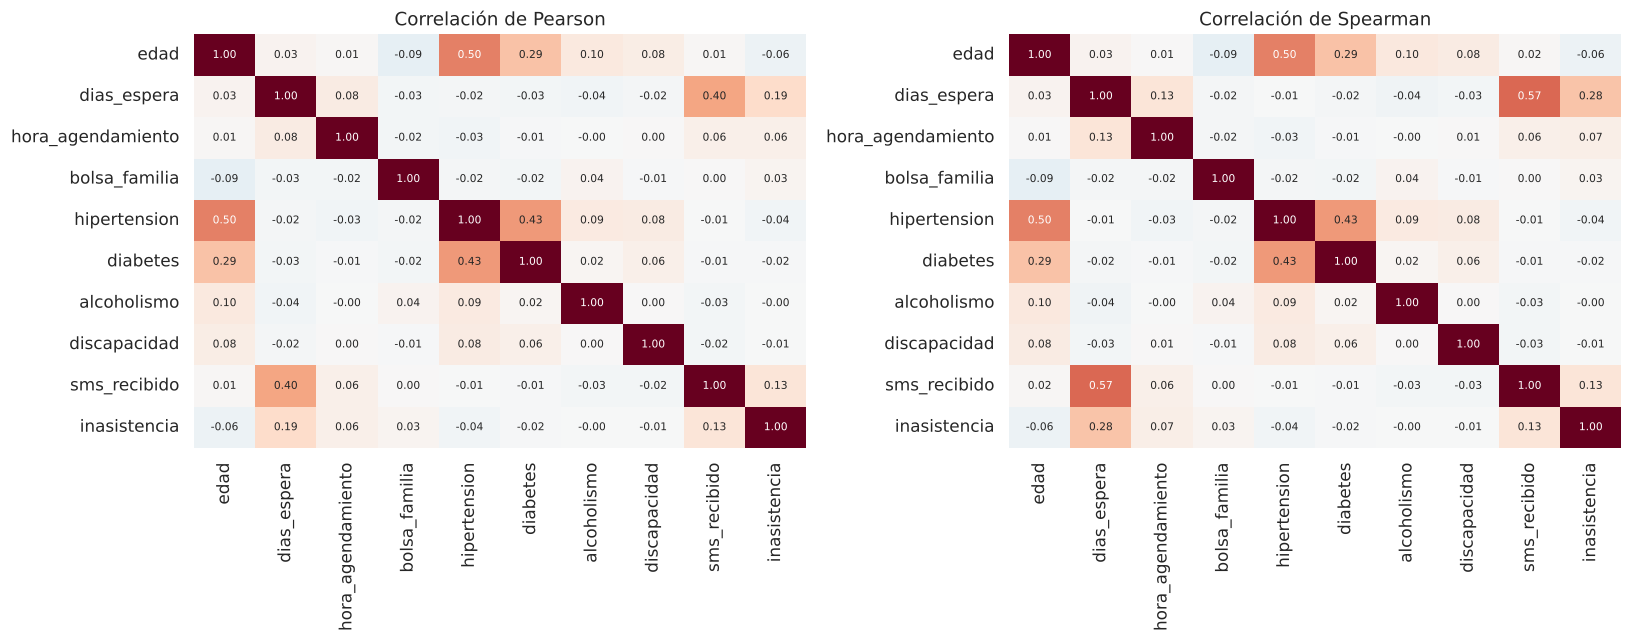 Correlación de Pearson
edad 1.00 0.03 0.01 -0.09 0.50 0.29 0.10 0.08 0.01 -0.06
dias_espera 0.03 1.00 0.08 -0.03 -0.02 -0.03 -0.04 -0.02 0.40 0.19
hora_agendamiento 0.01 0.08 1.00 -0.02 -0.03 -0.01 -0.00 0.00 0.06 0.06
bolsa_familia -0.09 -0.03 -0.02 1.00 -0.02 -0.02 0.04 -0.01 0.00 0.03
hipertension 0.50 -0.02 -0.03 -0.02 1.00 0.43 0.09 0.08 -0.01 -0.04
diabetes 0.29 -0.03 -0.01 -0.02 0.43 1.00 0.02 0.06 -0.01 -0.02
alcoholismo 0.10 -0.04 -0.00 0.04 0.09 0.02 1.00 0.00 -0.03 -0.00
discapacidad 0.08 -0.02 0.00 -0.01 0.08 0.06 0.00 1.00 -0.02 -0.01
sms_recibido 0.01 0.40 0.06 0.00 -0.01 -0.01 -0.03 -0.02 1.00 0.13
inasistencia -0.06 0.19 0.06 0.03 -0.04 -0.02 -0.00 -0.01 0.13 1.00
edad
dias_espera
hora_agendamiento
bolsa_familia
hipertension
diabetes
alcoholismo
discapacidad
sms_recibido
inasistencia
Correlación de Spearman
edad 1.00 0.03 0.01 -0.09 0.50 0.29 0.10 0.08 0.02 -0.06
dias_espera 0.03 1.00 0.13 -0.02 -0.01 -0.02 -0.04 -0.03 0.57 0.28
hora_agendamiento 0.01 0.13 1.00 -0.02 -0.03 -0.01 -0.00 0.01 0.06 0.07
bolsa_familia -0.09 -0.02 -0.02 1.00 -0.02 -0.02 0.04 -0.01 0.00 0.03
hipertension 0.50 -0.01 -0.03 -0.02 1.00 0.43 0.09 0.08 -0.01 -0.04
diabetes 0.29 -0.02 -0.01 -0.02 0.43 1.00 0.02 0.06 -0.01 -0.02
alcoholismo 0.10 -0.04 -0.00 0.04 0.09 0.02 1.00 0.00 -0.03 -0.00
discapacidad 0.08 -0.03 0.01 -0.01 0.08 0.06 0.00 1.00 -0.03 -0.01
sms_recibido 0.02 0.57 0.06 0.00 -0.01 -0.01 -0.03 -0.03 1.00 0.13
inasistencia -0.06 0.28 0.07 0.03 -0.04 -0.02 -0.00 -0.01 0.13 1.00
edad
dias_espera
hora_agendamiento
bolsa_familia
hipertension
diabetes
alcoholismo
discapacidad
sms_recibido
inasistencia